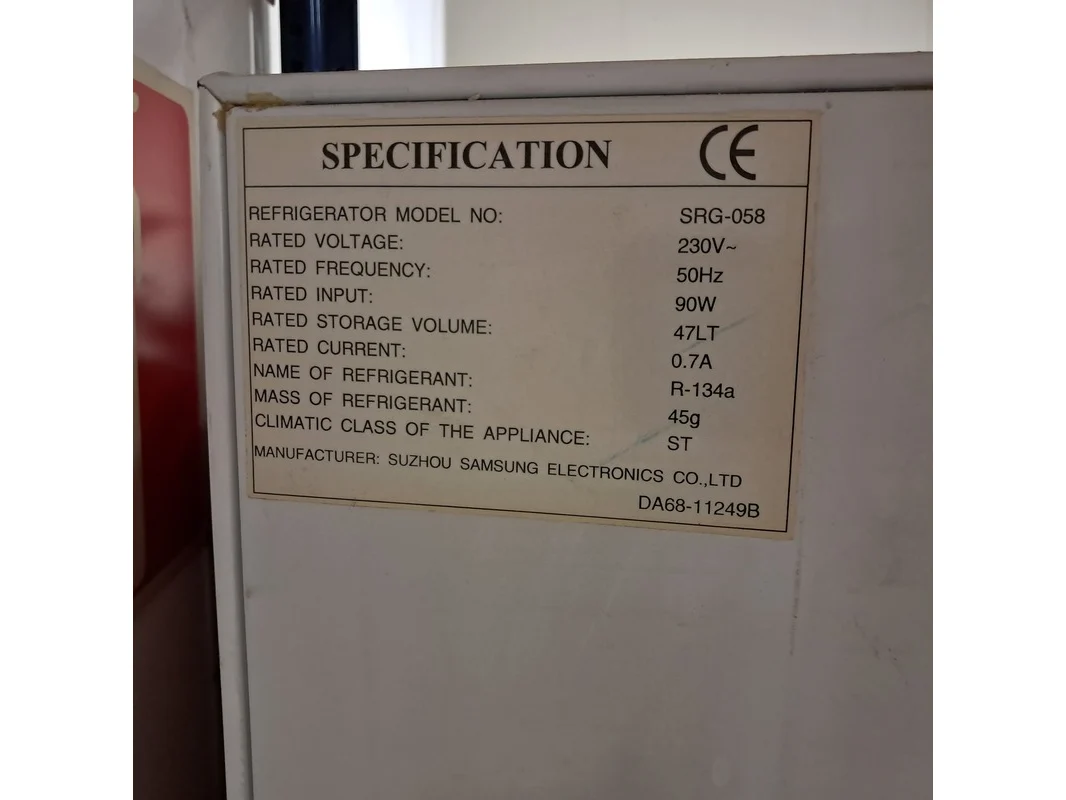 SPECIFICATION CE
REFRIGERATOR MODEL NO: SRG-058
RATED VOLTAGE: 230V~
RATED FREQUENCY: 50Hz
RATED INPUT: 90W
RATED STORAGE VOLUME: 47LT
RATED CURRENT: 0.7A
NAME OF REFRIGERANT: R-134a
MASS OF REFRIGERANT: 45g
CLIMATIC CLASS OF THE APPLIANCE: ST
MANUFACTURER: SUZHOU SAMSUNG ELECTRONICS CO.,LTD
DA68-11249B